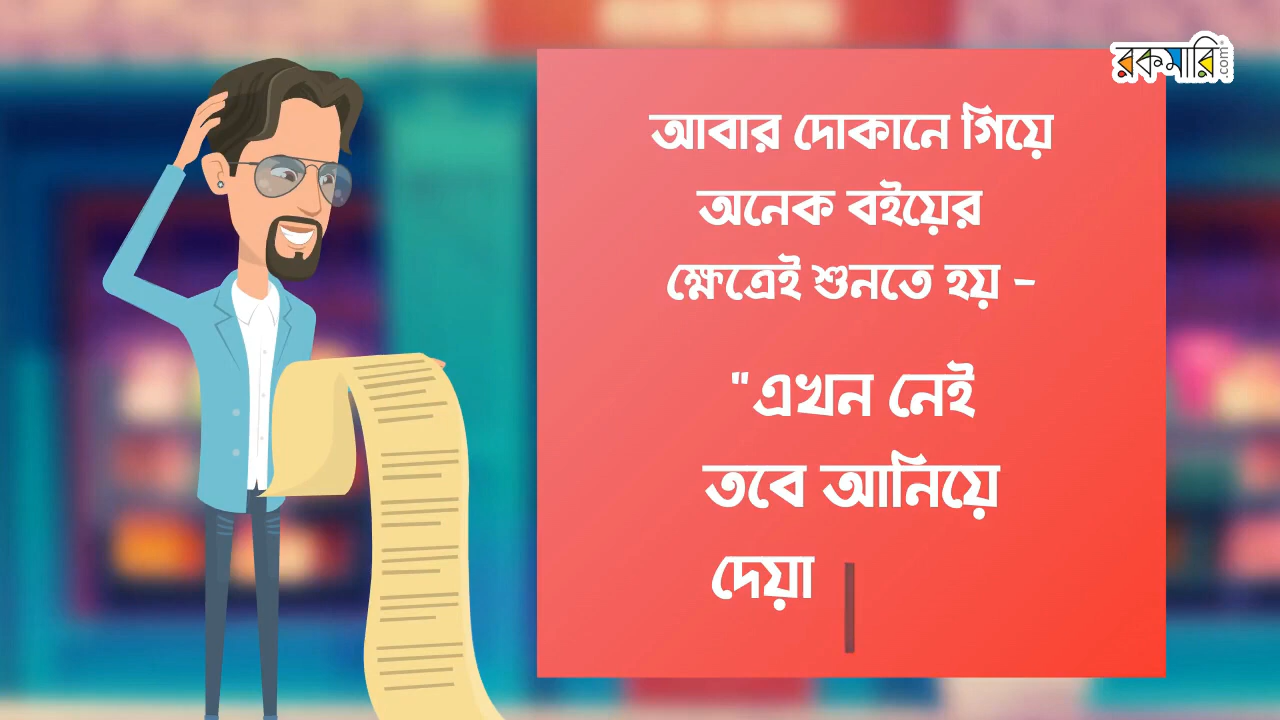 রকমারি
.com
আবার দোকানে গিয়ে
অনেক বইয়ের
ক্ষেত্রেই শুনতে হয় –
"এখন নেই
তবে আনিয়ে
দেয়া